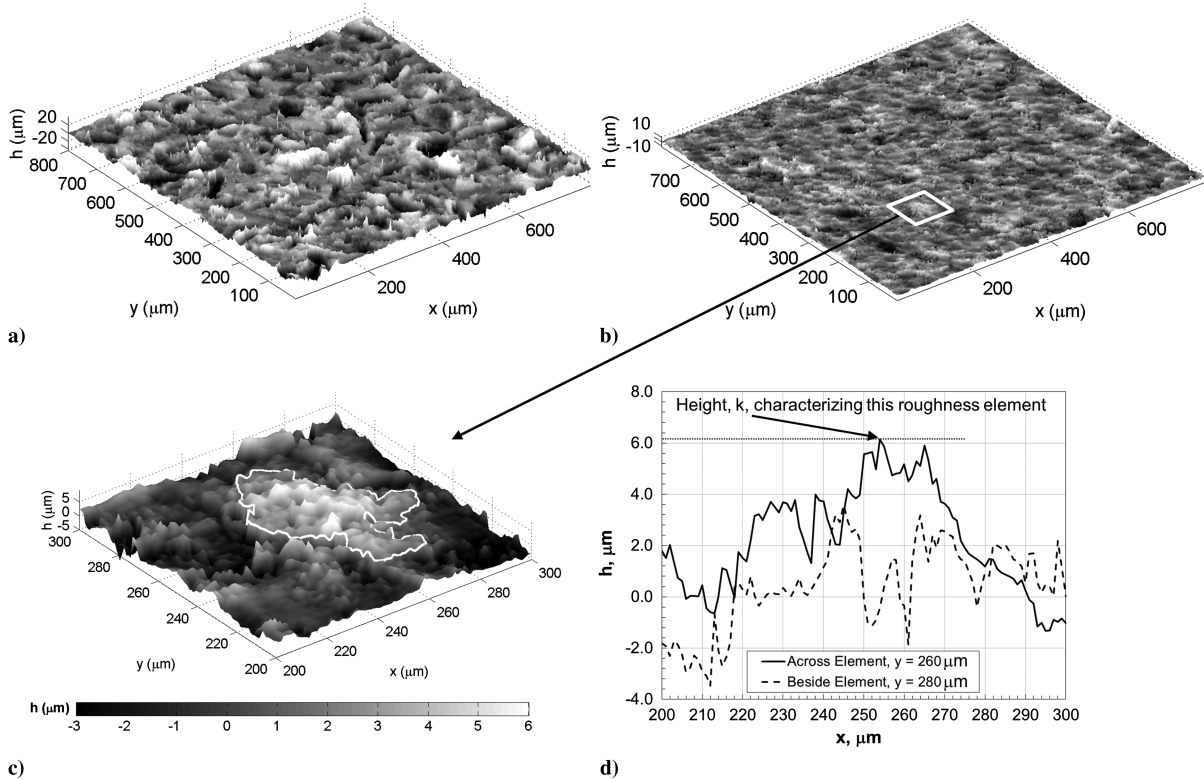 20
-20
h (μm)
800
700
600
500
400
300
200
100
y (μm)
200
400
600
x (μm)
a)
10
-10
h (μm)
700
600
500
400
300
200
100
y (μm)
200
400
600
x (μm)
b)
5
0
-5
h (μm)
300
280
260
240
220
200
y (μm)
200
220
240
260
280
300
x (μm)
h (μm)
-3 -2 -1 0 1 2 3 4 5 6
c)
8.0
Height, k, characterizing this roughness element
6.0
4.0
2.0
0.0
-2.0
-4.0
h, μm
Across Element, y = 260 μm
Beside Element, y = 280 μm
200 210 220 230 240 250 260 270 280 290 300
x, μm
d)